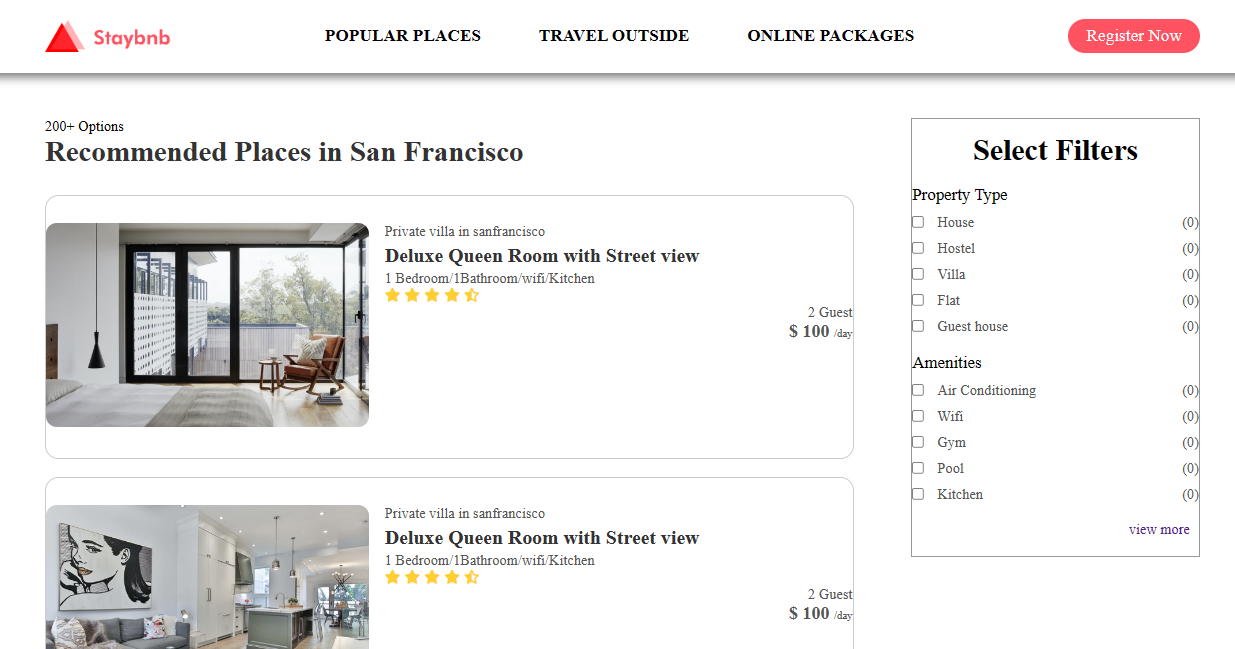 Staybnb
POPULAR PLACES
TRAVEL OUTSIDE
ONLINE PACKAGES
Register Now
200+ Options
Recommended Places in San Francisco
Private villa in sanfrancisco
Deluxe Queen Room with Street view
1 Bedroom/1Bathroom/wifi/Kitchen
2 Guest
$ 100 /day
Private villa in sanfrancisco
Deluxe Queen Room with Street view
1 Bedroom/1Bathroom/wifi/Kitchen
2 Guest
$ 100 /day
Select Filters
Property Type
House (0)
Hostel (0)
Villa (0)
Flat (0)
Guest house (0)
Amenities
Air Conditioning (0)
Wifi (0)
Gym (0)
Pool (0)
Kitchen (0)
view more